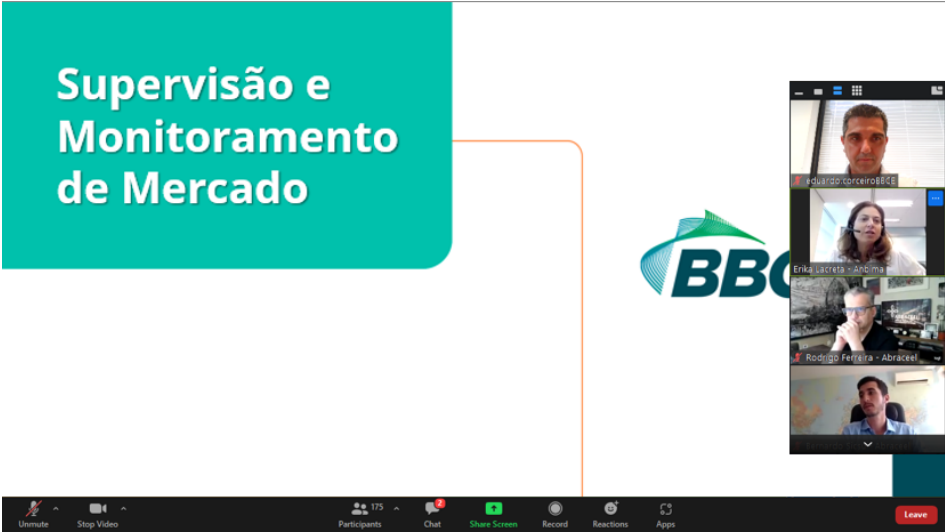 Supervisão e
Monitoramento
de Mercado
BBC
eduardo.corceiroBBCE
Erika Lacreta - Anbima
Rodrigo Ferreira - Abraceel
Unmute
Stop Video
175
Participants
2
Chat
Share Screen
Record
Reactions
Apps
Leave